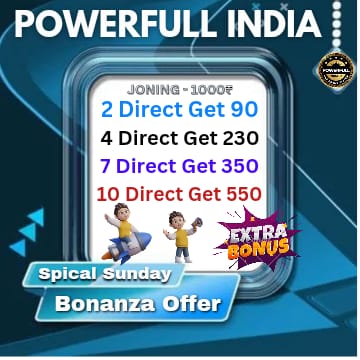 POWERFULL INDIA
POWERFULL
JONING - 1000₹
2 Direct Get 90
4 Direct Get 230
7 Direct Get 350
10 Direct Get 550
EXTRA
BONUS
Spical Sunday
Bonanza Offer